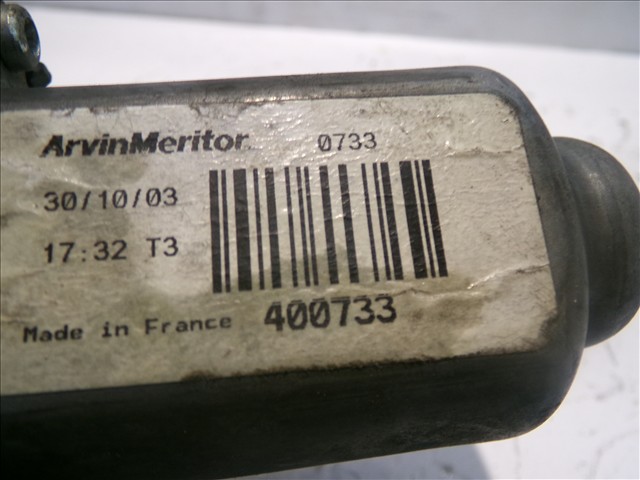 ArvinMeritor 0733
30/10/03
17:32 T3
Made in France 400733